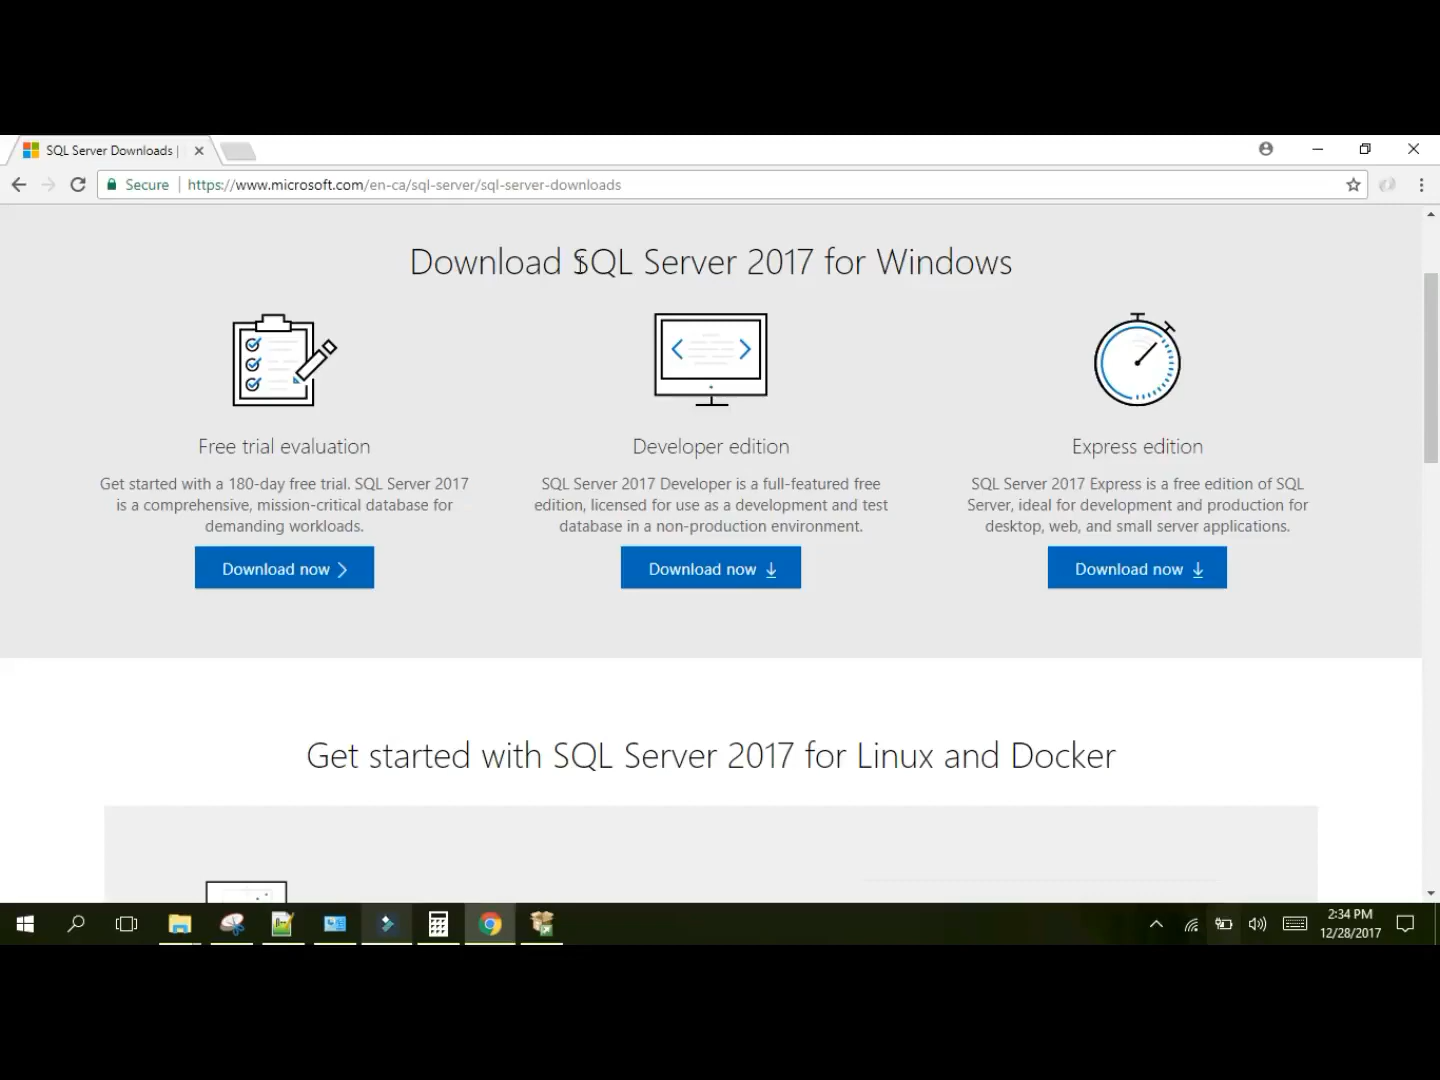 SQL Server Downloads |
Secure
https://www.microsoft.com/en-ca/sql-server/sql-server-downloads
Download SQL Server 2017 for Windows
Free trial evaluation
Get started with a 180-day free trial. SQL Server 2017
is a comprehensive, mission-critical database for
demanding workloads.
Download now
Developer edition
SQL Server 2017 Developer is a full-featured free
edition, licensed for use as a development and test
database in a non-production environment.
Download now
Express edition
SQL Server 2017 Express is a free edition of SQL
Server, ideal for development and production for
desktop, web, and small server applications.
Download now
Get started with SQL Server 2017 for Linux and Docker
2:34 PM
12/28/2017